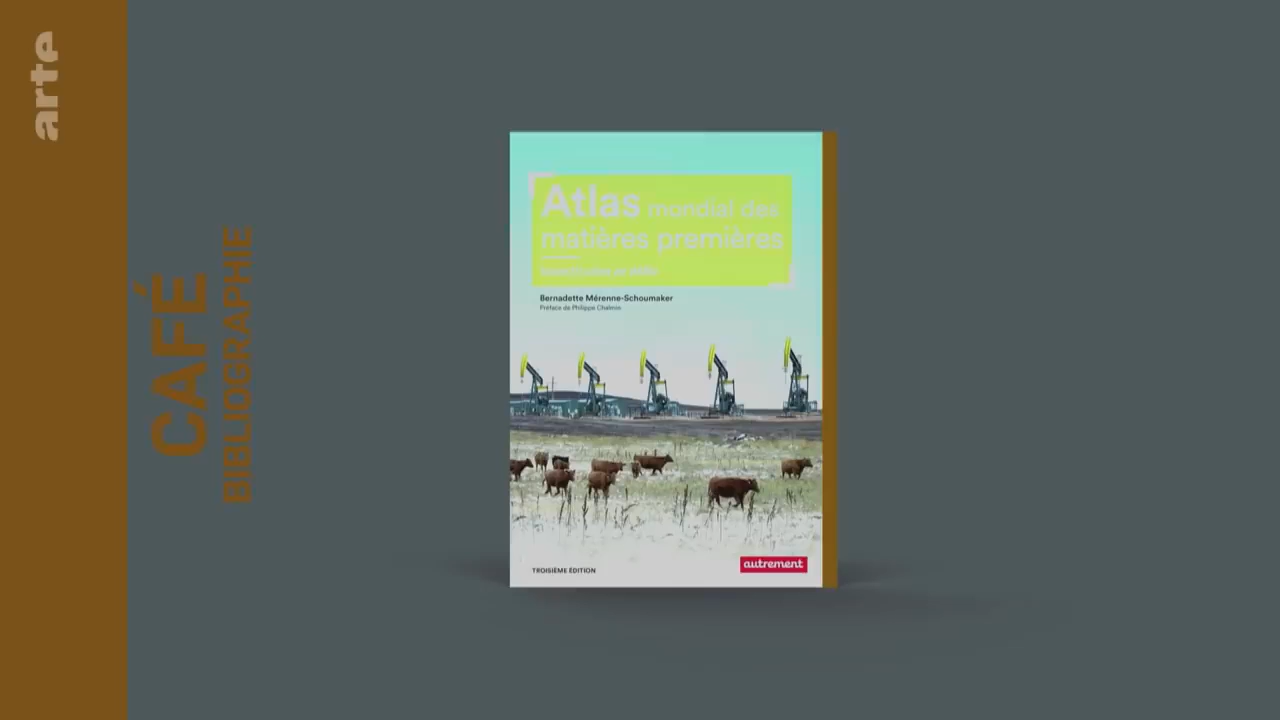 arte
CAFÉ
BIBLIOGRAPHIE
Atlas mondial des
matières premières
Bernadette Mérenne-Schoumaker
Préface de Philippe Chalmin
TROISIÈME ÉDITION
autrement